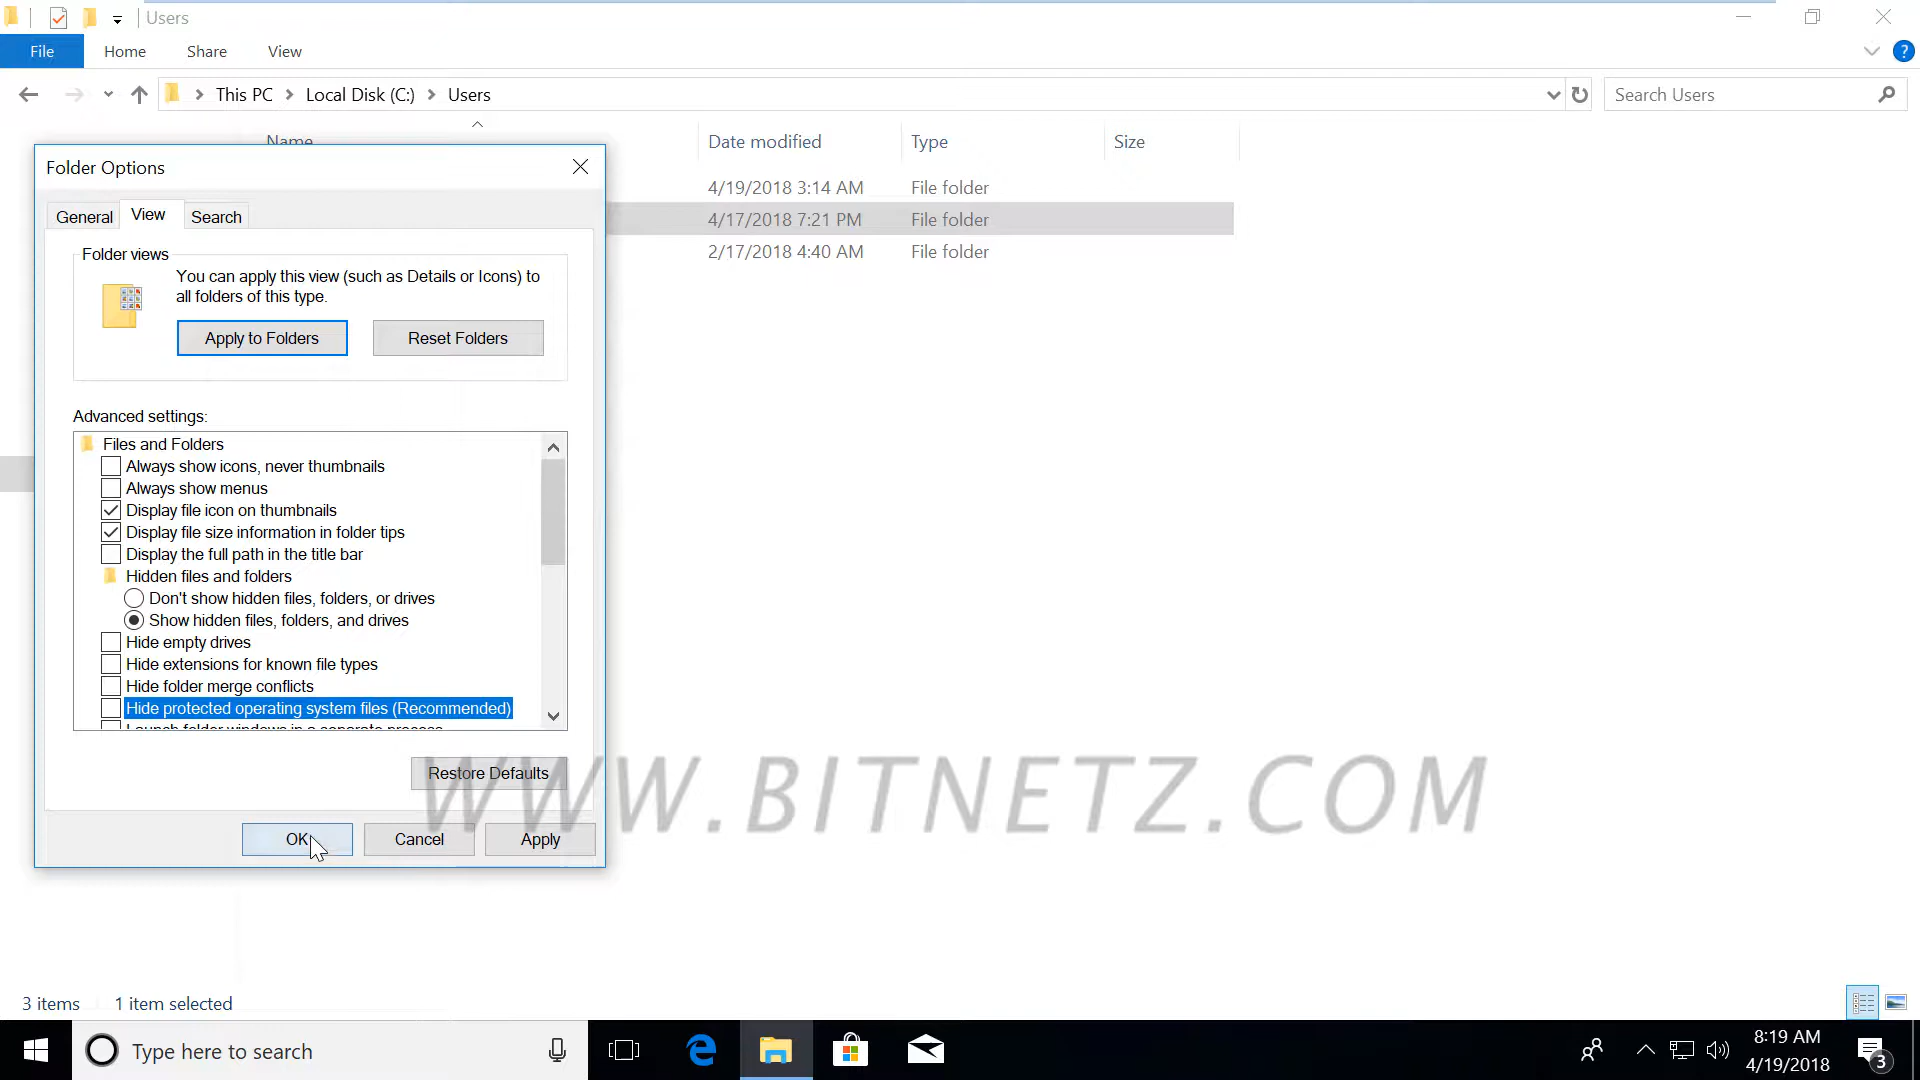 Users
File Home Share View
This PC Local Disk (C:) Users
Search Users
Name Date modified Type Size
4/19/2018 3:14 AM File folder
4/17/2018 7:21 PM File folder
2/17/2018 4:40 AM File folder
Folder Options
General View Search
Folder views
You can apply this view (such as Details or Icons) to
all folders of this type.
Apply to Folders Reset Folders
Advanced settings:
Files and Folders
Always show icons, never thumbnails
Always show menus
Display file icon on thumbnails
Display file size information in folder tips
Display the full path in the title bar
Hidden files and folders
Don't show hidden files, folders, or drives
Show hidden files, folders, and drives
Hide empty drives
Hide extensions for known file types
Hide folder merge conflicts
Hide protected operating system files (Recommended)
Launch folder windows in a separate process
Restore Defaults
WWW.BITNETZ.COM
OK Cancel Apply
3 items 1 item selected
Type here to search
8:19 AM
4/19/2018
3